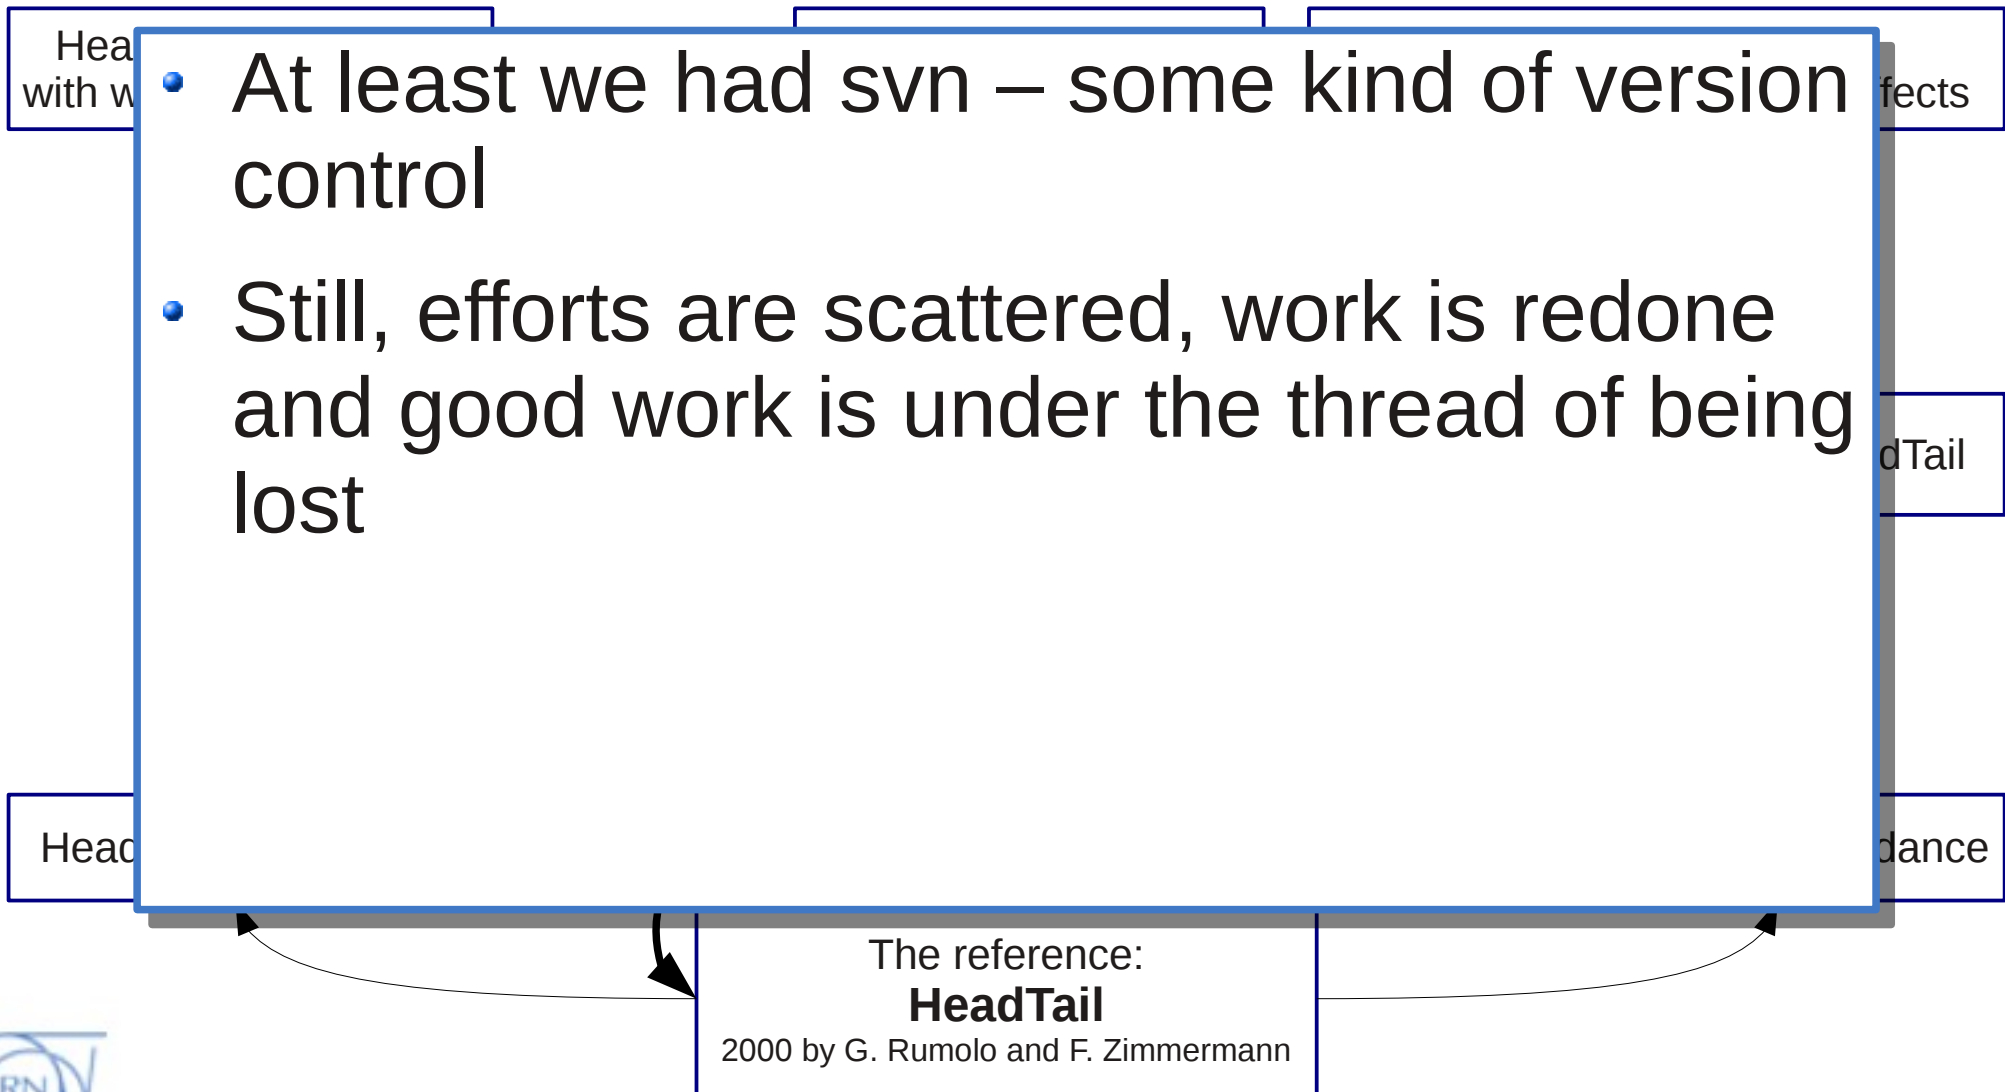 with
fects
At least we had svn – some kind of version
control
Still, efforts are scattered, work is redone
and good work is under the thread of being
lost
dTail
Head
dance
The reference:
HeadTail
2000 by G. Rumolo and F. Zimmermann